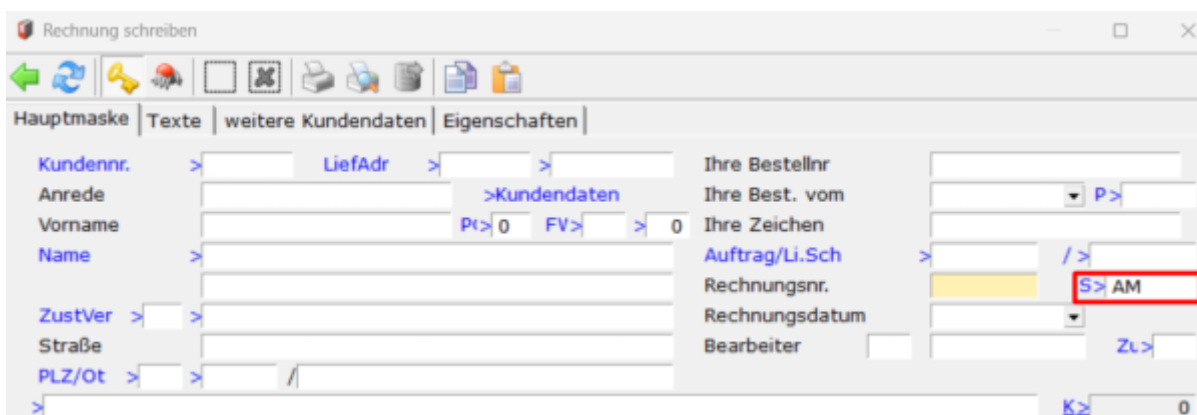 Rechnung schreiben
Hauptmaske Texte weitere Kundendaten Eigenschaften
Kundennr. > LiefAdr > > Ihre Bestellnr
Anrede >Kundendaten Ihre Best. vom P>
Vorname P(> 0 FV> > 0 Ihre Zeichen
Name > Auftrag/Li.Sch > / >
Rechnungsnr. S> AM
ZustVer > > Rechnungsdatum
Straße Bearbeiter Zu>
PLZ/Ot > > /
> K> 0